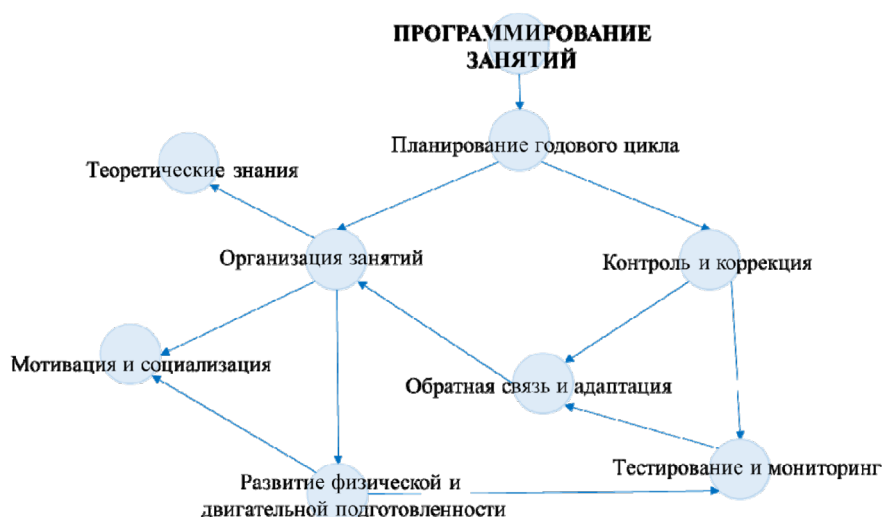 ПРОГРАММИРОВАНИЕ
ЗАНЯТИЙ
Планирование годового цикла
Теоретические знания
Организация занятий
Контроль и коррекция
Мотивация и социализация
Обратная связь и адаптация
Тестирование и мониторинг
Развитие физической и
двигательной подготовленности